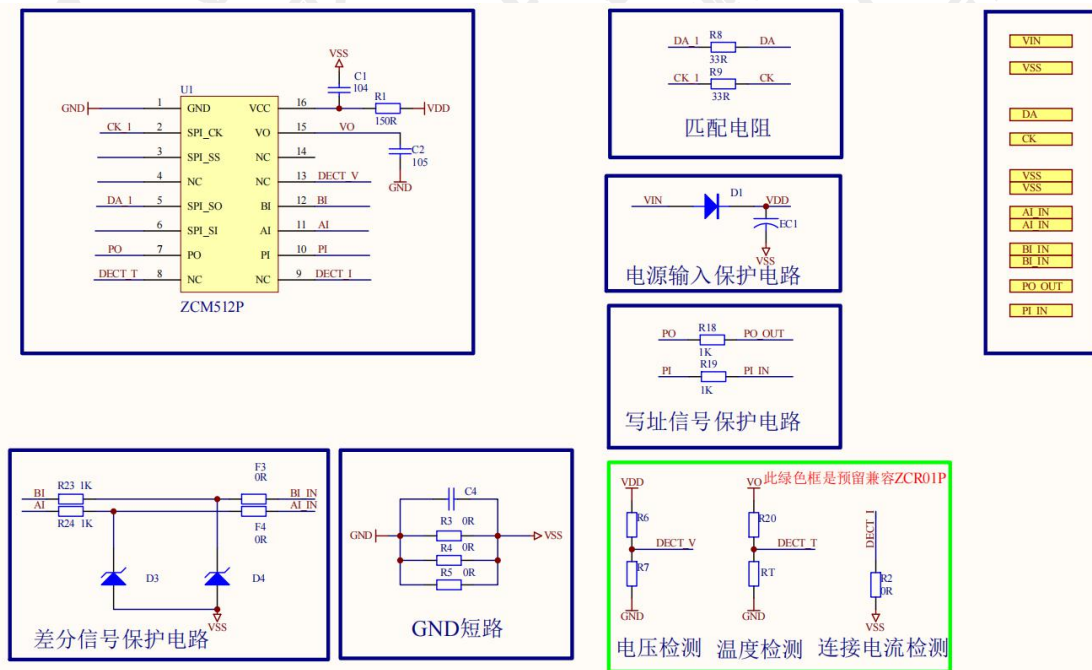 U1
ZCM512P
GND
1
GND
CK_1
2
SPI_CK
3
SPI_SS
4
NC
DA_1
5
SPI_SO
6
SPI_SI
PO
7
PO
DECT_T
8
NC
VCC
16
VO
15
VO
NC
14
NC
13
DECT_V
BI
12
BI
AI
11
AI
PI
10
PI
NC
9
DECT_I
VSS
C1
104
R1
150R
VDD
C2
105
GND
DA_1
R8
DA
33R
CK_1
R9
CK
33R
匹配电阻
VIN
D1
VDD
EC1
VSS
电源输入保护电路
PO
R18
PO_OUT
1K
PI
R19
PI_IN
1K
写址信号保护电路
VIN
VSS
DA
CK
VSS
VSS
AI_IN
AI_IN
BI_IN
BI_IN
PO_OUT
PI_IN
BI
R23 1K
F3
0R
BI_IN
AI
R24 1K
AI_IN
F4
0R
D3
D4
VSS
差分信号保护电路
C4
R3 0R
GND
VSS
R4 0R
R5 0R
GND短路
此绿色框是预留兼容ZCR01P
VDD
R6
DECT_V
R7
GND
电压检测
VO
R20
DECT_T
RT
GND
温度检测
DECT_I
R2
0R
VSS
连接电流检测